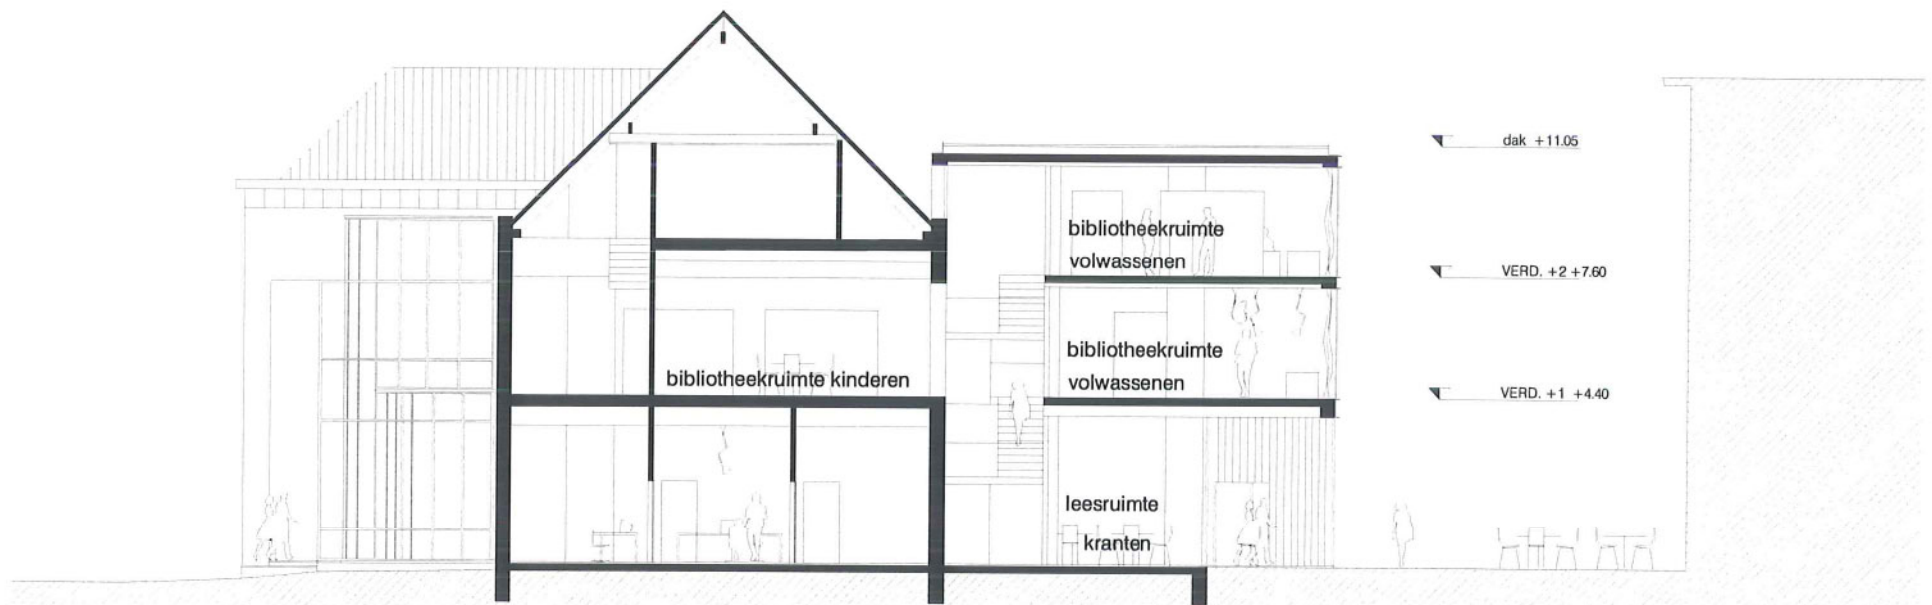 dak +11.05
bibliotheekruimte
volwassenen
VERD. +2 +7.60
bibliotheekruimte
volwassenen
bibliotheekruimte kinderen
VERD. +1 +4.40
leesruimte
kranten